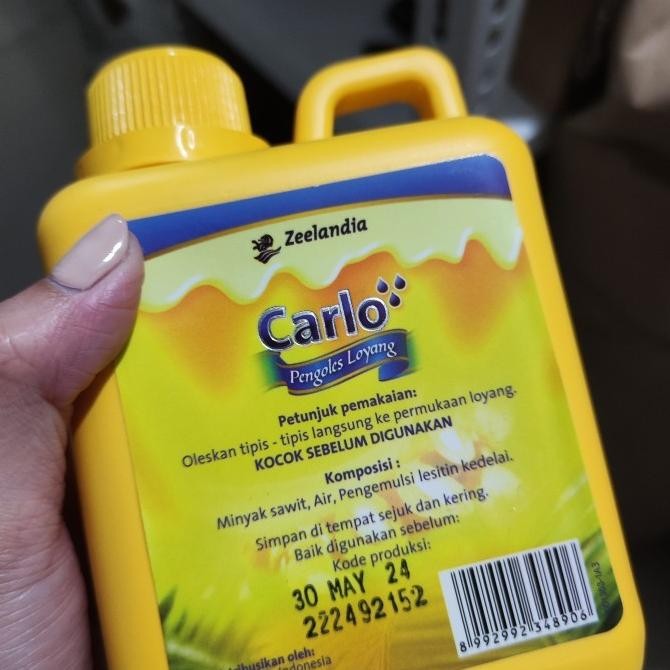 Zeelandia
Carlo
Pengoles Loyang
Petunjuk pemakaian:
Oleskan tipis - tipis langsung ke permukaan loyang.
KOCOK SEBELUM DIGUNAKAN
Komposisi :
Minyak sawit, Air, Pengemulsi lesitin kedelai.
Simpan di tempat sejuk dan kering.
Baik digunakan sebelum:
Kode produksi:
30 MAY 24
222492152
8 992992 348906